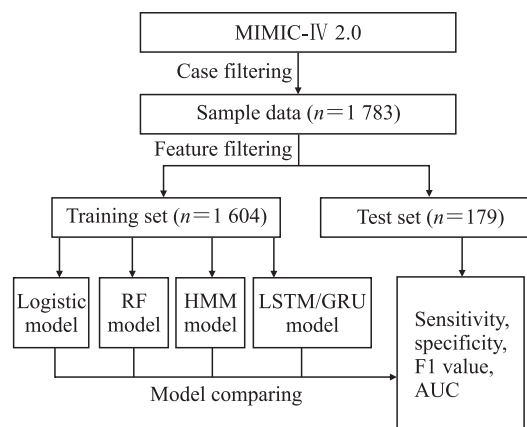 MIMIC-Ⅳ 2.0
Case filtering
Sample data (n=1 783)
Feature filtering
Training set (n=1 604)
Test set (n=179)
Logistic
model
RF
model
HMM
model
LSTM/GRU
model
Sensitivity,
specificity,
F1 value,
AUC
Model comparing